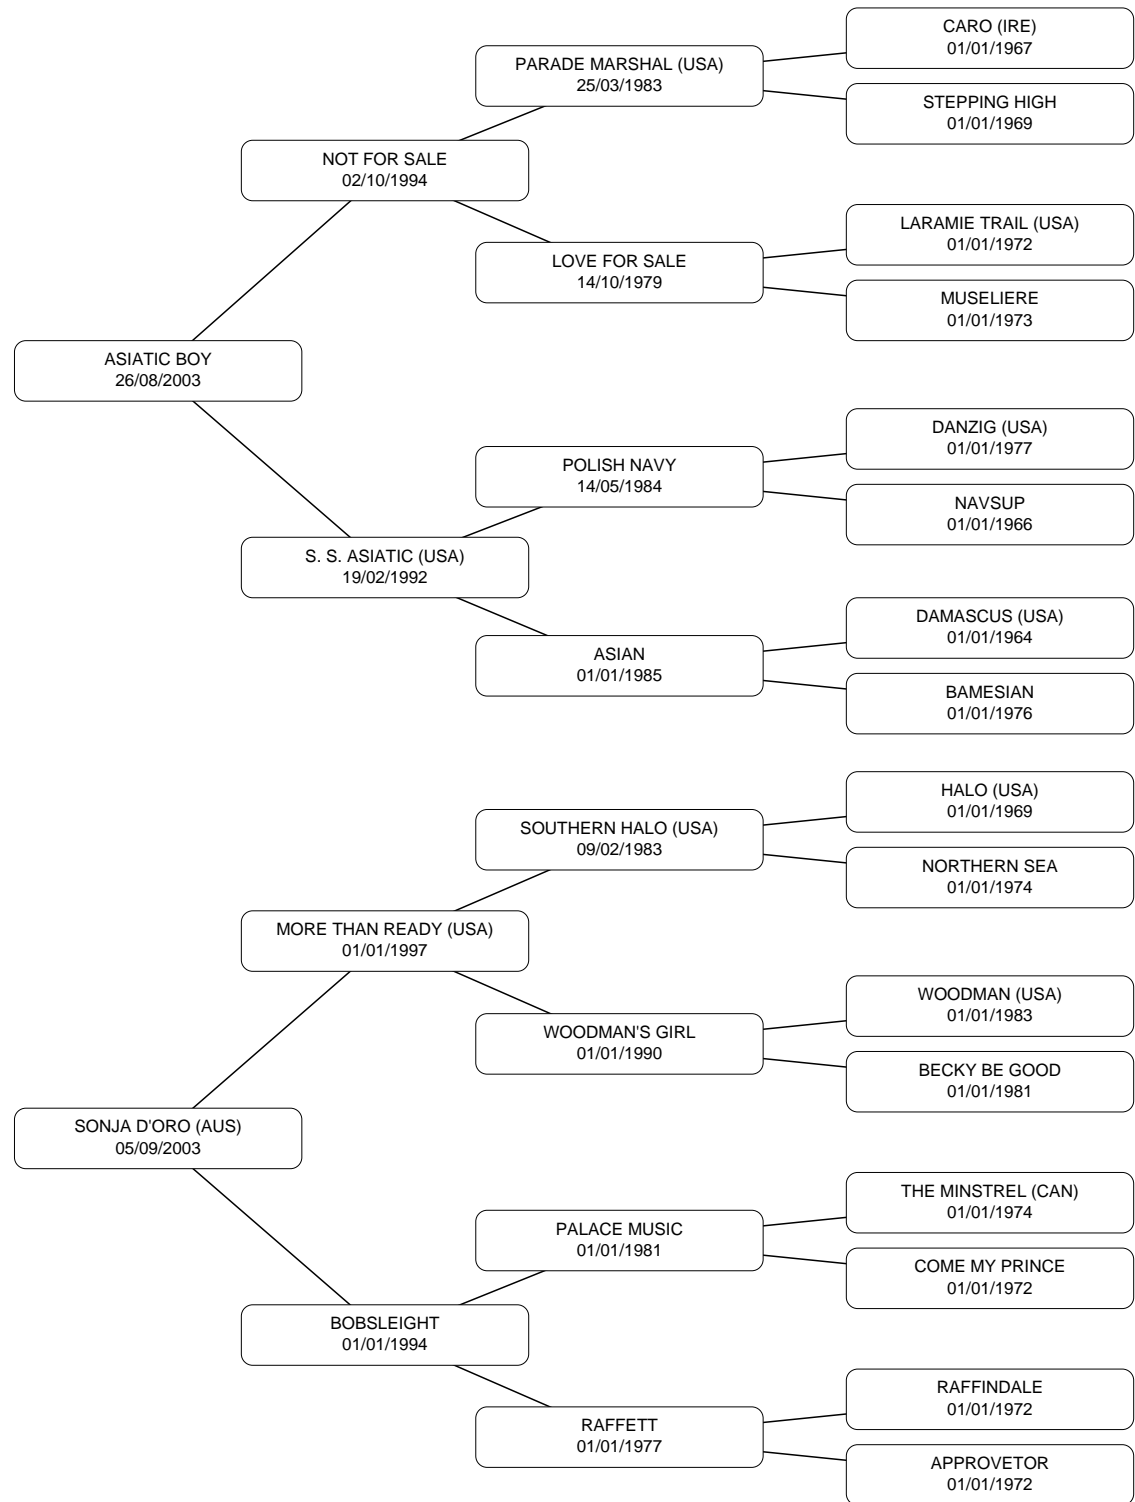 CARO (IRE)
01/01/1967
PARADE MARSHAL (USA)
25/03/1983
STEPPING HIGH
01/01/1969
NOT FOR SALE
02/10/1994
LARAMIE TRAIL (USA)
01/01/1972
LOVE FOR SALE
14/10/1979
MUSELIERE
01/01/1973
ASIATIC BOY
26/08/2003
DANZIG (USA)
01/01/1977
POLISH NAVY
14/05/1984
NAVSUP
01/01/1966
S. S. ASIATIC (USA)
19/02/1992
DAMASCUS (USA)
01/01/1964
ASIAN
01/01/1985
BAMESIAN
01/01/1976
HALO (USA)
01/01/1969
SOUTHERN HALO (USA)
09/02/1983
NORTHERN SEA
01/01/1974
MORE THAN READY (USA)
01/01/1997
WOODMAN (USA)
01/01/1983
WOODMAN'S GIRL
01/01/1990
BECKY BE GOOD
01/01/1981
SONJA D'ORO (AUS)
05/09/2003
THE MINSTREL (CAN)
01/01/1974
PALACE MUSIC
01/01/1981
COME MY PRINCE
01/01/1972
BOBSLEIGHT
01/01/1994
RAFFINDALE
01/01/1972
RAFFETT
01/01/1977
APPROVETOR
01/01/1972